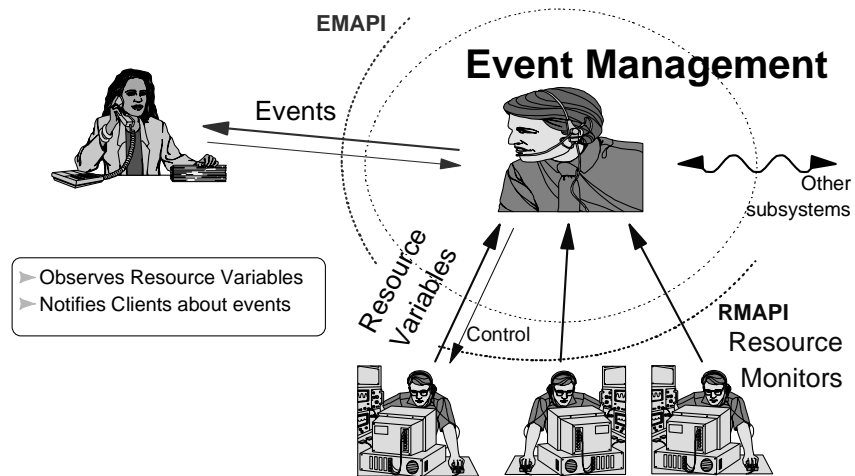 EMAPI
Event Management
Events
Other
subsystems
Resource
Variables
Observes Resource Variables
Notifies Clients about events
Control
RMAPI
Resource
Monitors